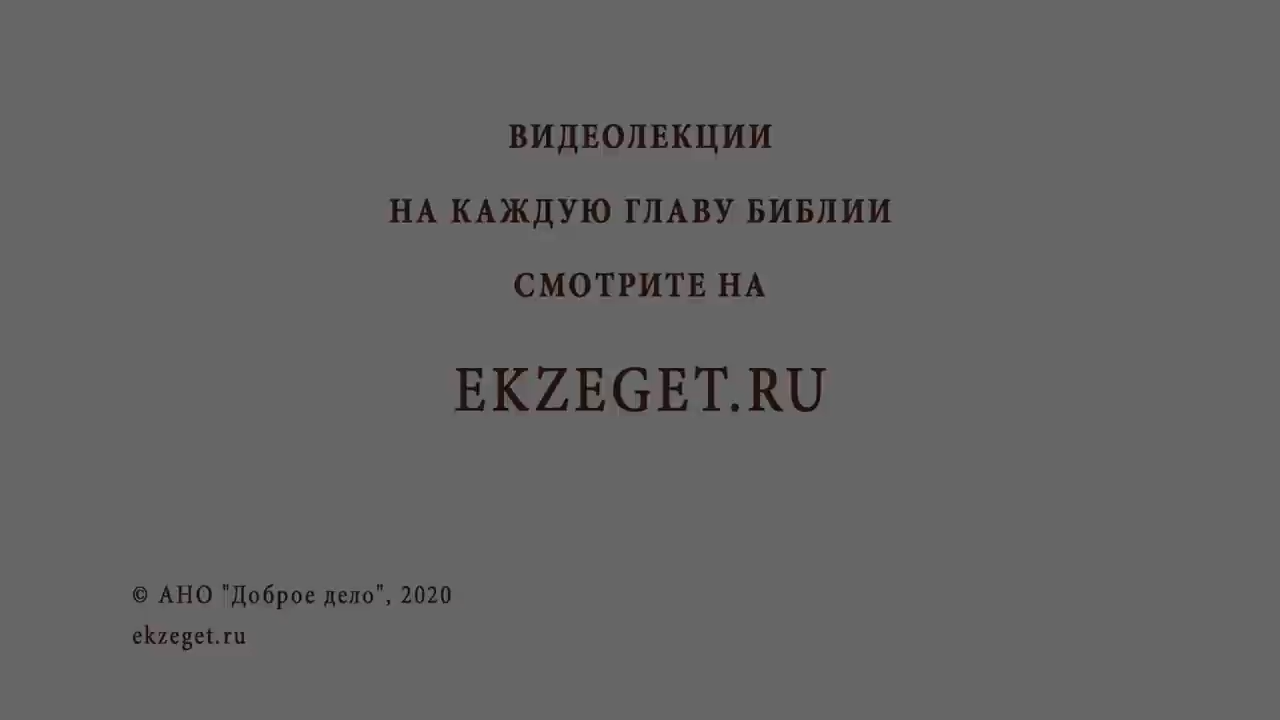 ВИДЕОЛЕКЦИИ
НА КАЖДУЮ ГЛАВУ БИБЛИИ
СМОТРИТЕ НА
EKZEGET.RU
© АНО "Доброе дело", 2020
ekzeget.ru